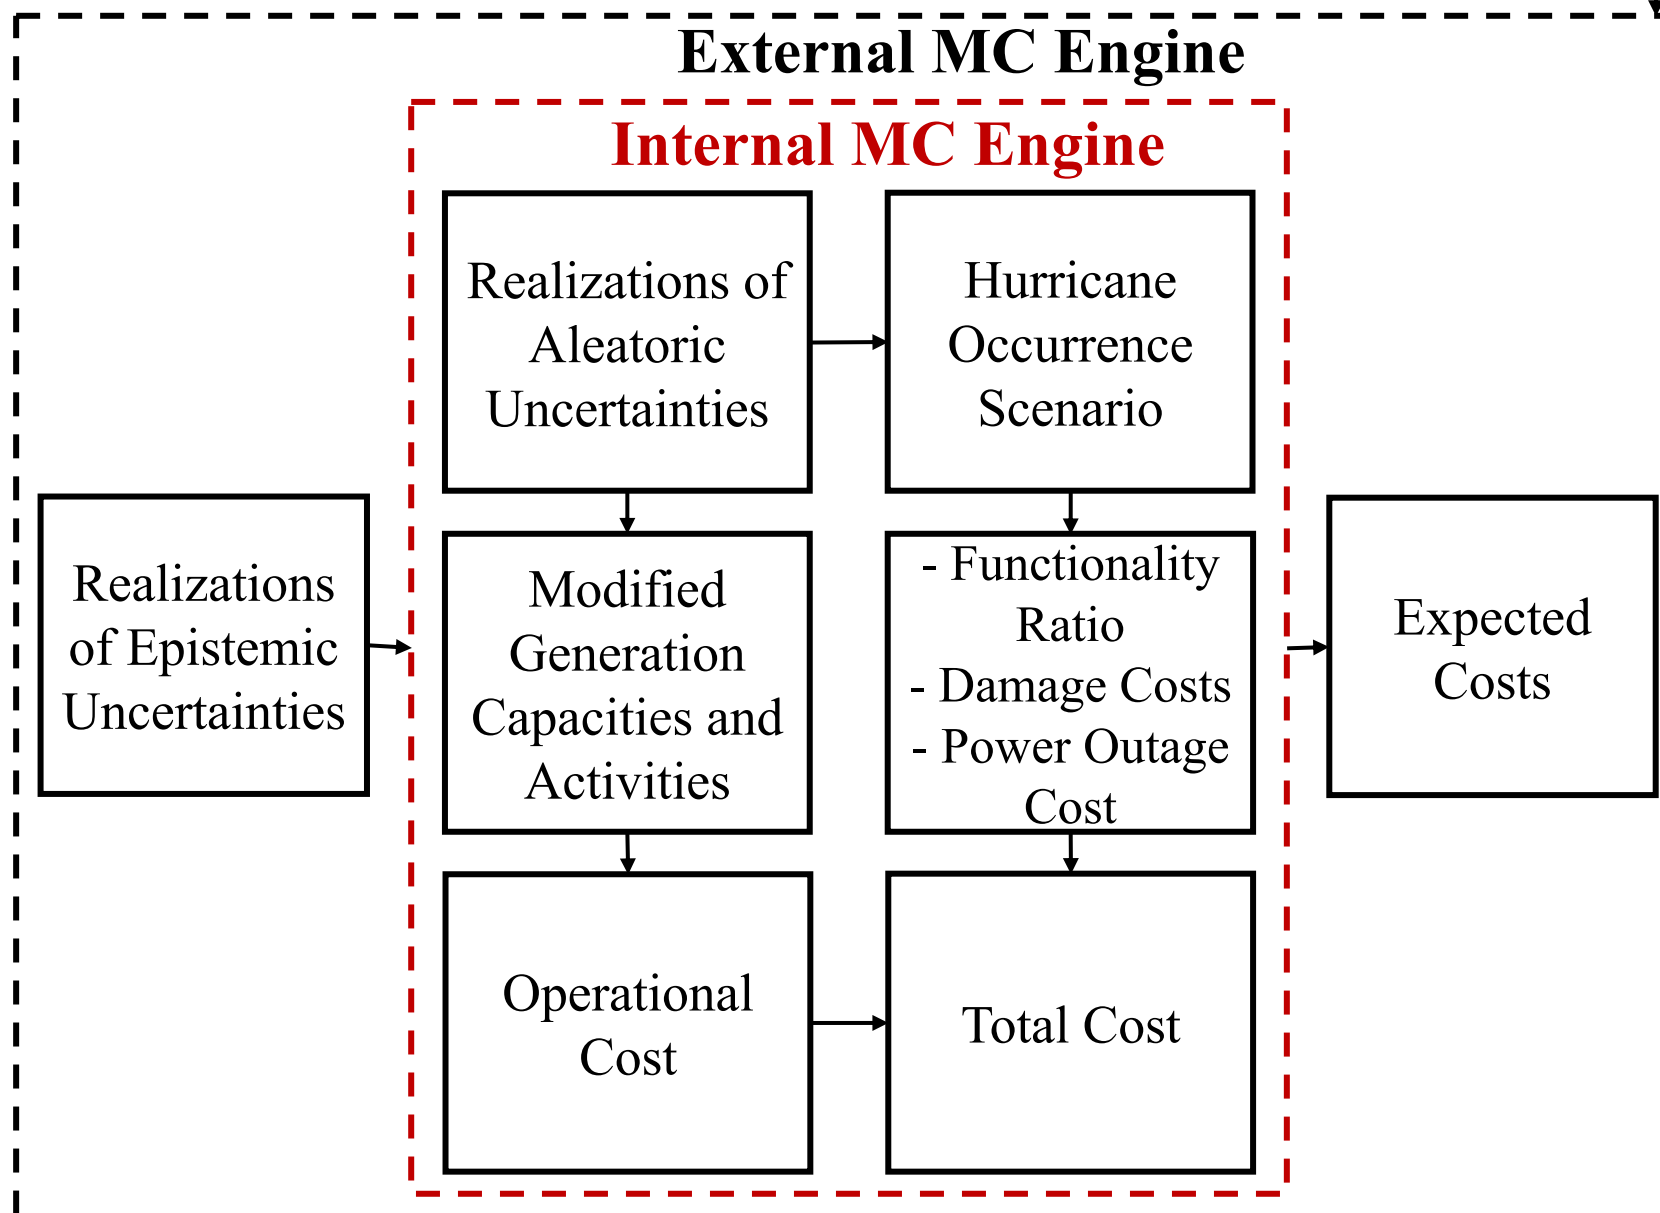 External MC Engine
Internal MC Engine
Realizations of
Aleatoric
Uncertainties
Hurricane
Occurrence
Scenario
Realizations
of Epistemic
Uncertainties
Modified
Generation
Capacities and
Activities
- Functionality
Ratio
- Damage Costs
- Power Outage
Cost
Expected
Costs
Operational
Cost
Total Cost